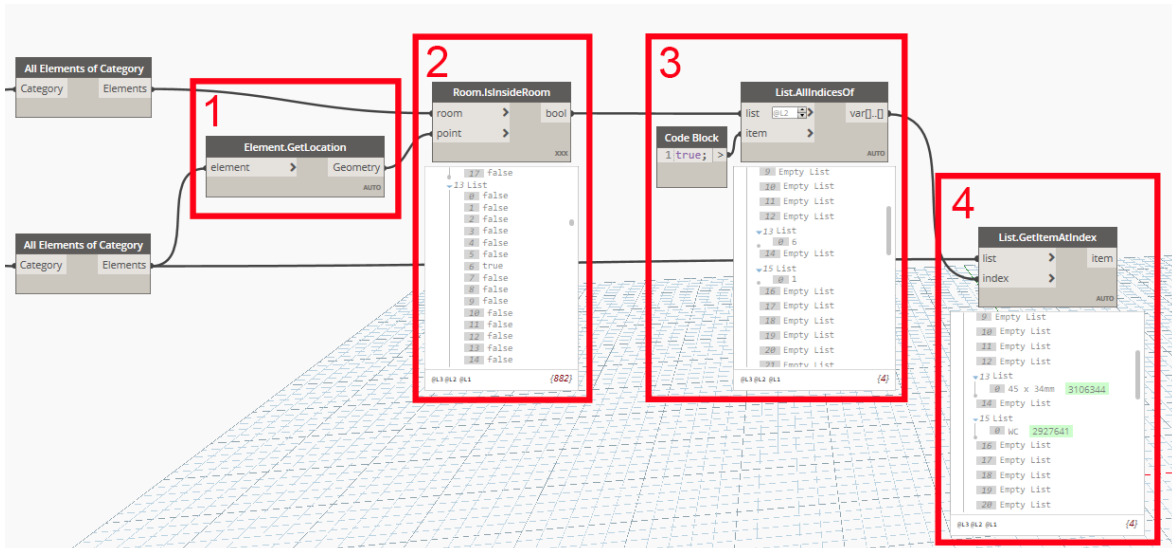 All Elements of Category
Category Elements
1
Element.GetLocation
element > Geometry
AUTO
All Elements of Category
Category Elements
2
Room.IsInsideRoom
room > bool
point >
XXX
17 false
13 List
0 false
1 false
2 false
3 false
4 false
5 false
6 true
7 false
8 false
9 false
10 false
11 false
12 false
13 false
14 false
@L3 @L2 @L1 {882}
3
List.AllIndicesOf
list @L2 > var[]..[]
item >
AUTO
Code Block
1 true; >
9 Empty List
10 Empty List
11 Empty List
12 Empty List
13 List
0 6
14 Empty List
15 List
0 1
16 Empty List
17 Empty List
18 Empty List
19 Empty List
20 Empty List
21 Empty List
@L3 @L2 @L1 {4}
4
List.GetItemAtIndex
list > item
index >
AUTO
9 Empty List
10 Empty List
11 Empty List
12 Empty List
13 List
0 45 x 34mm 3106344
14 Empty List
15 List
0 WC 2927641
16 Empty List
17 Empty List
18 Empty List
19 Empty List
20 Empty List
@L3 @L2 @L1 {4}